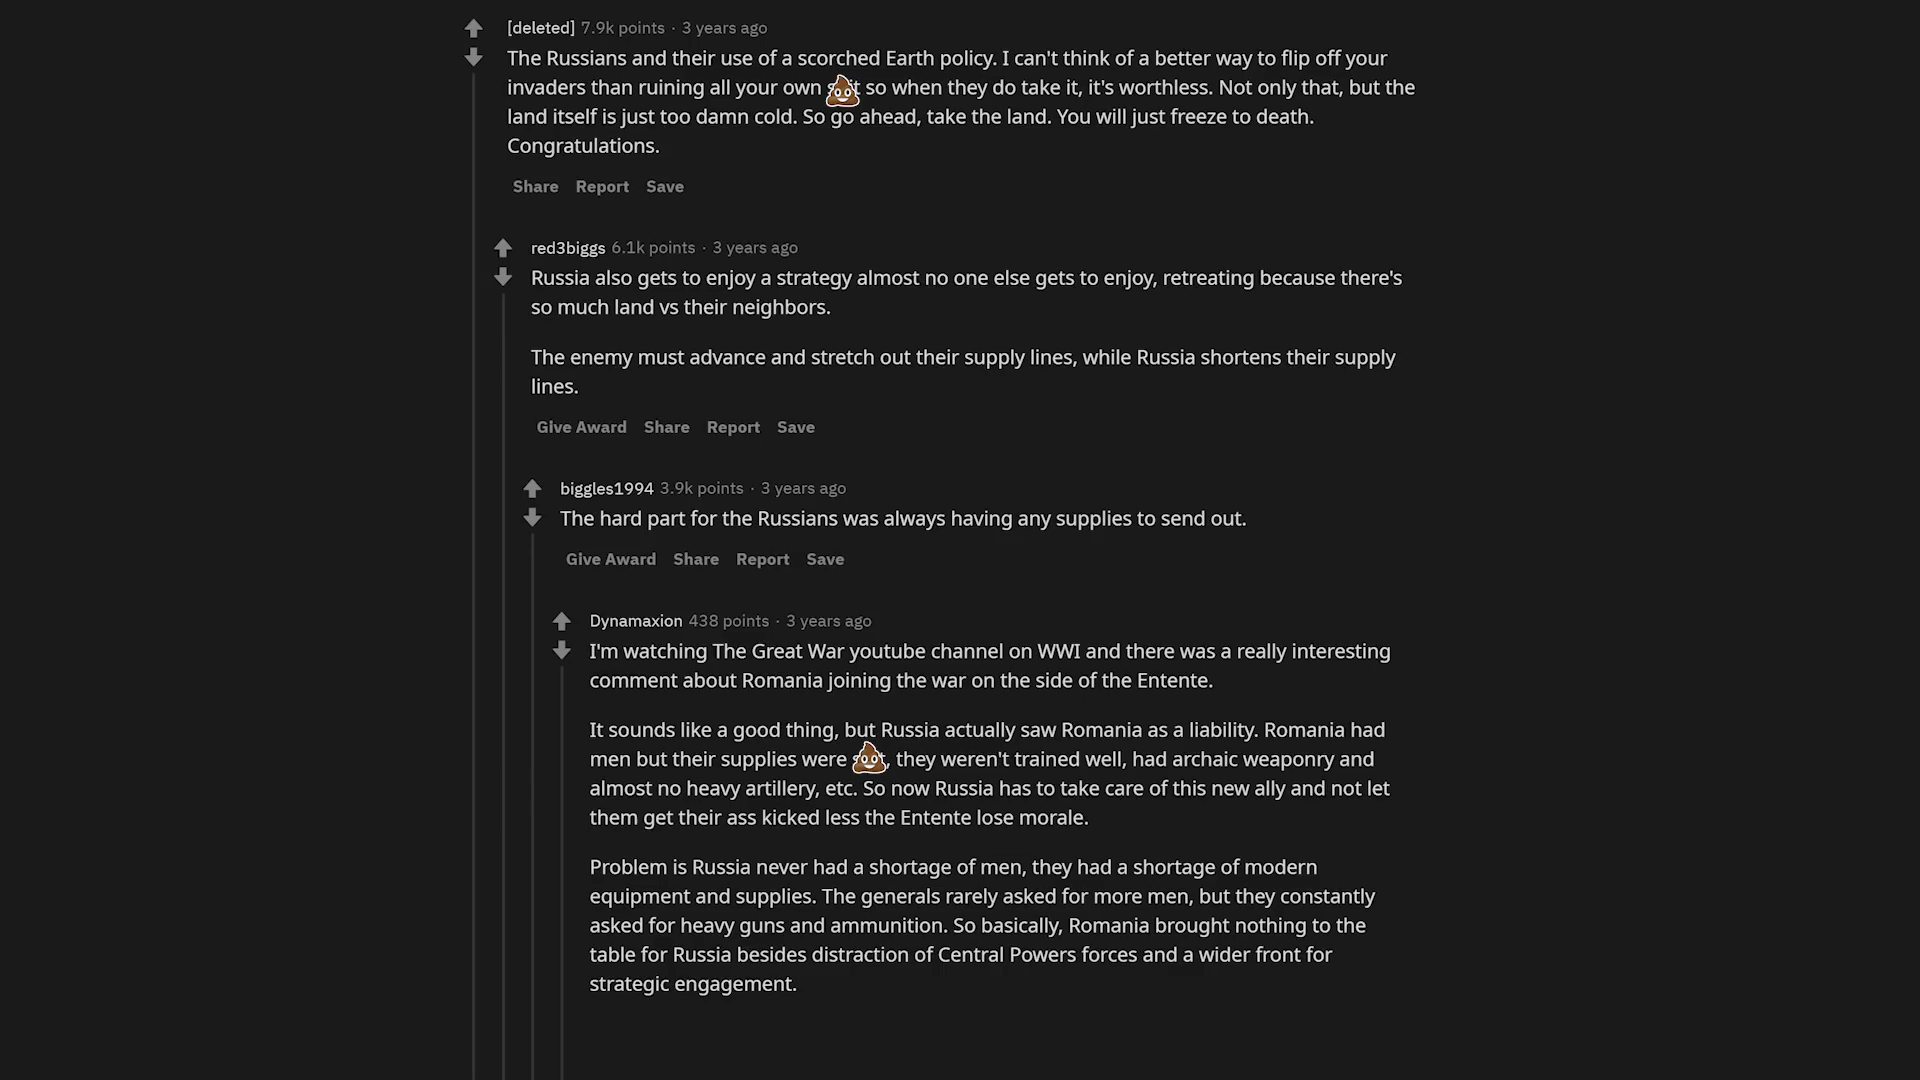 [deleted] 7.9k points · 3 years ago
The Russians and their use of a scorched Earth policy. I can't think of a better way to flip off your
invaders than ruining all your own so when they do take it, it's worthless. Not only that, but the
land itself is just too damn cold. So go ahead, take the land. You will just freeze to death.
Congratulations.
Share Report Save
red3biggs 6.1k points · 3 years ago
Russia also gets to enjoy a strategy almost no one else gets to enjoy, retreating because there's
so much land vs their neighbors.
The enemy must advance and stretch out their supply lines, while Russia shortens their supply
lines.
Give Award Share Report Save
biggles1994 3.9k points · 3 years ago
The hard part for the Russians was always having any supplies to send out.
Give Award Share Report Save
Dynamaxion 438 points · 3 years ago
I'm watching The Great War youtube channel on WWI and there was a really interesting
comment about Romania joining the war on the side of the Entente.
It sounds like a good thing, but Russia actually saw Romania as a liability. Romania had
men but their supplies were , they weren't trained well, had archaic weaponry and
almost no heavy artillery, etc. So now Russia has to take care of this new ally and not let
them get their ass kicked less the Entente lose morale.
Problem is Russia never had a shortage of men, they had a shortage of modern
equipment and supplies. The generals rarely asked for more men, but they constantly
asked for heavy guns and ammunition. So basically, Romania brought nothing to the
table for Russia besides distraction of Central Powers forces and a wider front for
strategic engagement.